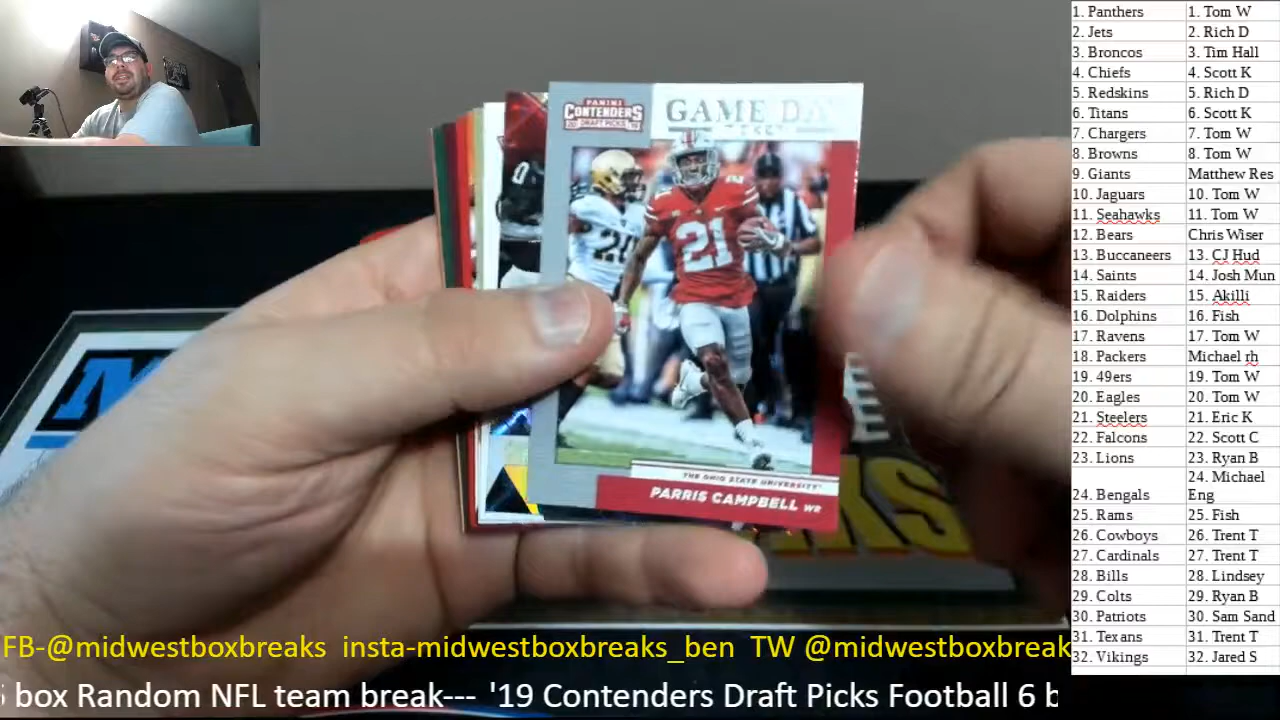 PANINI
CONTENDERS
DRAFT PICKS
GAME DA
21
THE OHIO STATE UNIVERSITY
PARRIS CAMPBELL WR
1. Panthers 1. Tom W
2. Jets 2. Rich D
3. Broncos 3. Tim Hall
4. Chiefs 4. Scott K
5. Redskins 5. Rich D
6. Titans 6. Scott K
7. Chargers 7. Tom W
8. Browns 8. Tom W
9. Giants Matthew Res
10. Jaguars 10. Tom W
11. Seahawks 11. Tom W
12. Bears Chris Wiser
13. Buccaneers 13. CJ Hud
14. Saints 14. Josh Mun
15. Raiders 15. Akilli
16. Dolphins 16. Fish
17. Ravens 17. Tom W
18. Packers Michael rh
19. 49ers 19. Tom W
20. Eagles 20. Tom W
21. Steelers 21. Eric K
22. Falcons 22. Scott C
23. Lions 23. Ryan B
24. Michael
24. Bengals Eng
25. Rams 25. Fish
26. Cowboys 26. Trent T
27. Cardinals 27. Trent T
28. Bills 28. Lindsey
29. Colts 29. Ryan B
30. Patriots 30. Sam Sand
31. Texans 31. Trent T
32. Vikings 32. Jared S
FB-@midwestboxbreaks insta-midwestboxbreaks_ben TW @midwestboxbreak
box Random NFL team break--- '19 Contenders Draft Picks Football 6 b